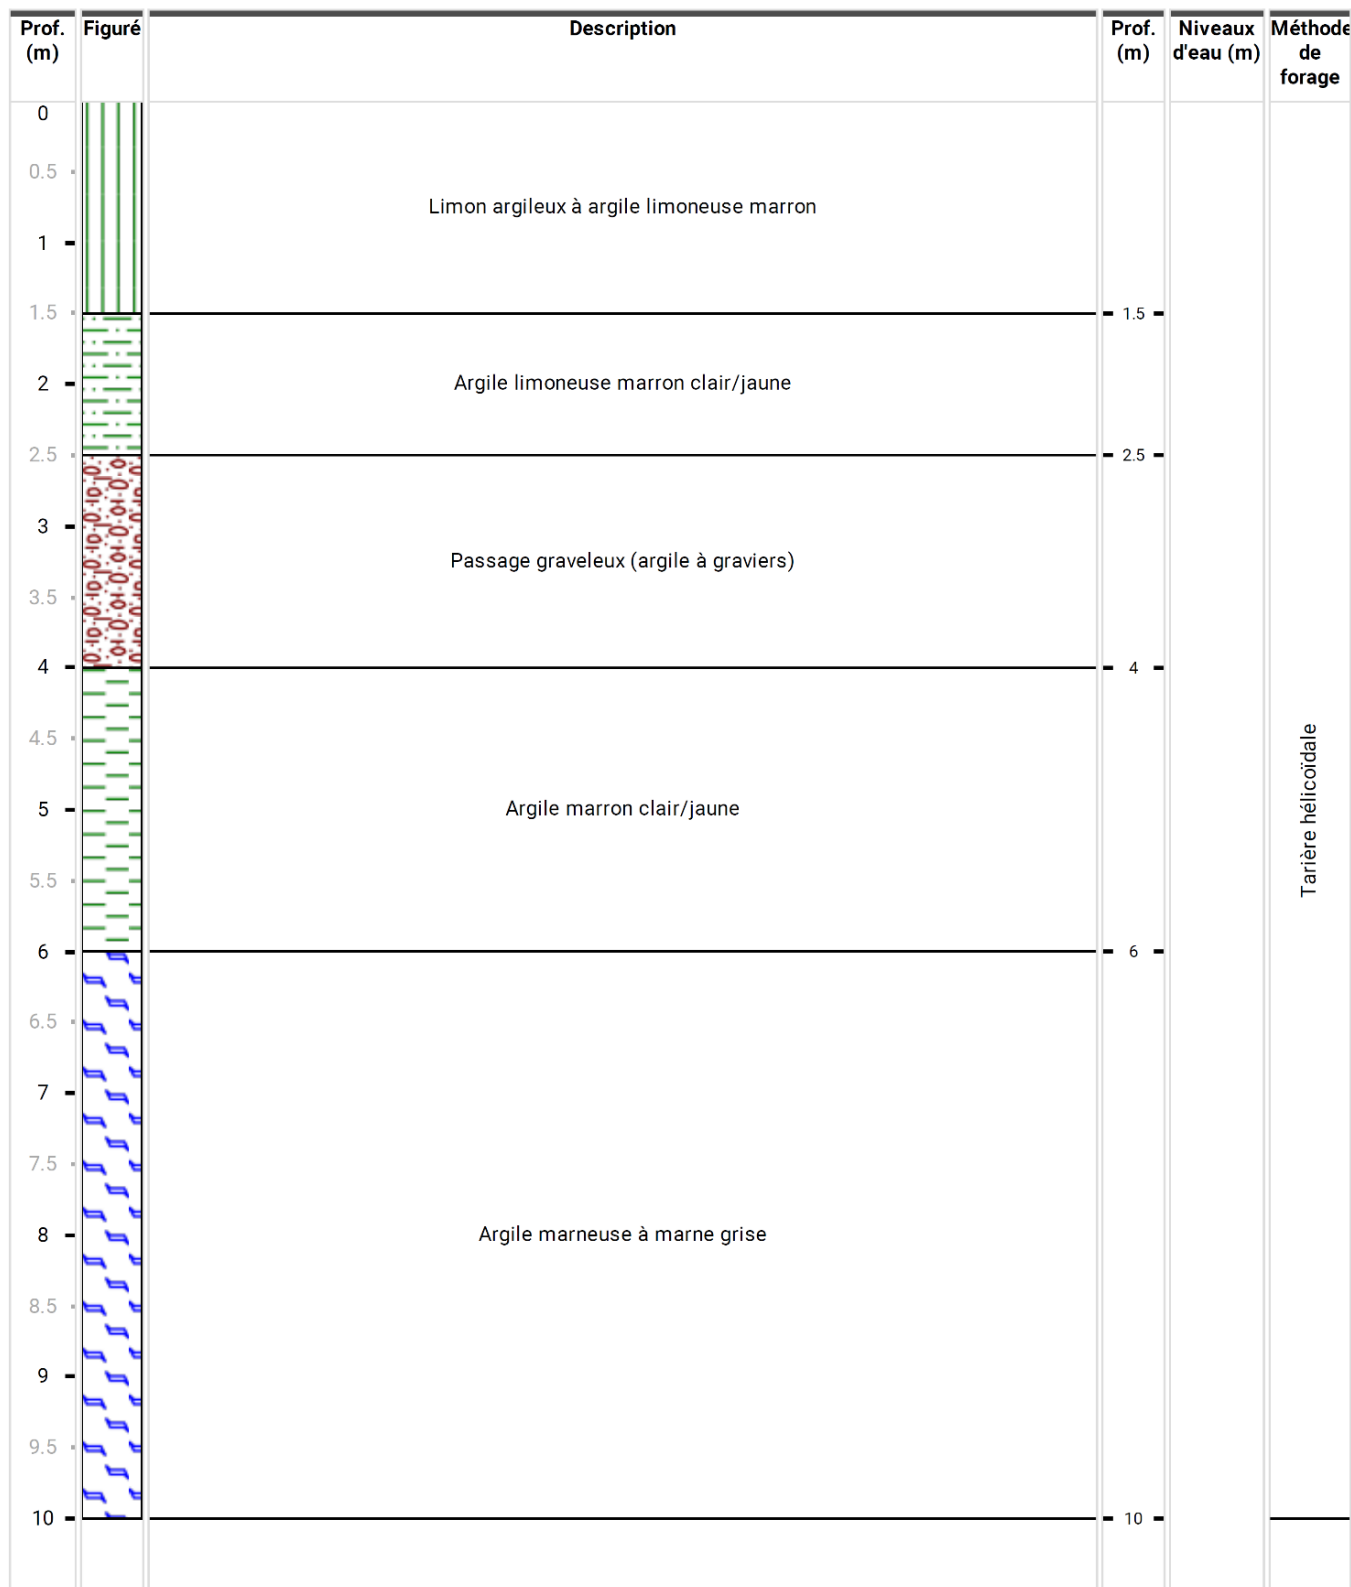 Prof. (m)
Figuré
Description
Prof. (m)
Niveaux d'eau (m)
Méthode de forage
0
0.5
Limon argileux à argile limoneuse marron
1
1.5
1.5
2
Argile limoneuse marron clair/jaune
2.5
2.5
3
Passage graveleux (argile à graviers)
3.5
4
4
4.5
Tarière hélicoïdale
5
Argile marron clair/jaune
5.5
6
6
6.5
7
7.5
8
Argile marneuse à marne grise
8.5
9
9.5
10
10